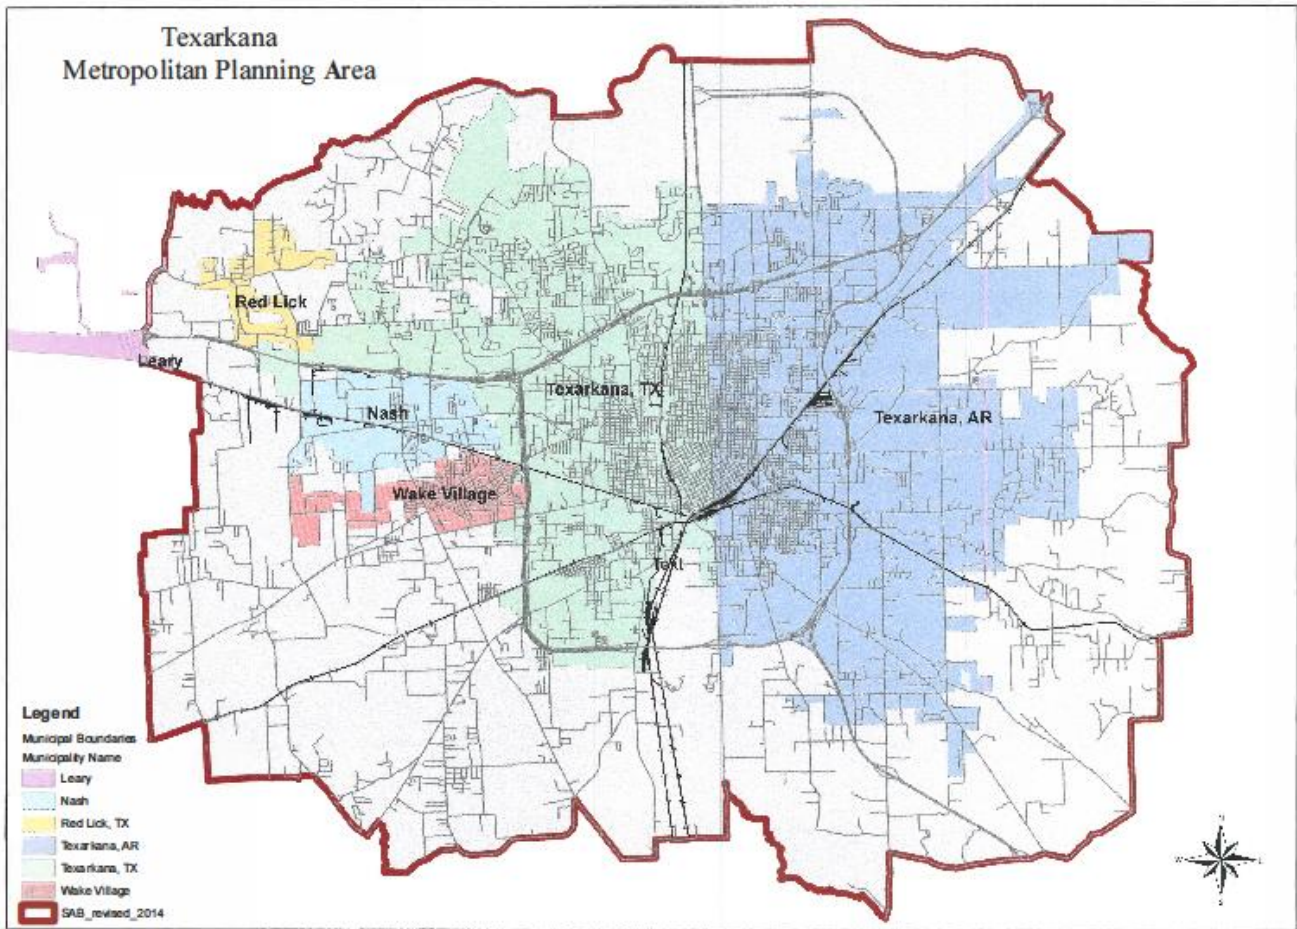 Texarkana
Metropolitan Planning Area
Red Lick
Leary
Texarkana, TX
Nash
Texarkana, AR
Wake Village
Text
Legend
Municipal Boundaries
Municipality Name
Leary
Nash
Red Lick, TX
Texarkana, AR
Texarkana, TX
Wake Village
SAB_revised_2014